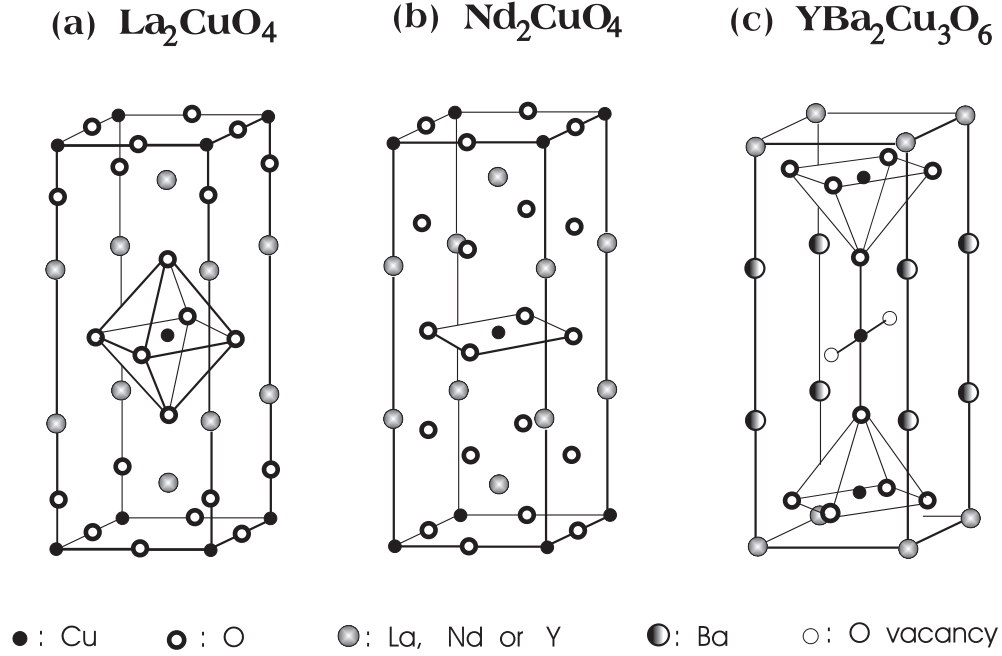 (a) La₂CuO₄ (b) Nd₂CuO₄ (c) YBa₂Cu₃O₆
: Cu : O : La, Nd or Y : Ba : O vacancy